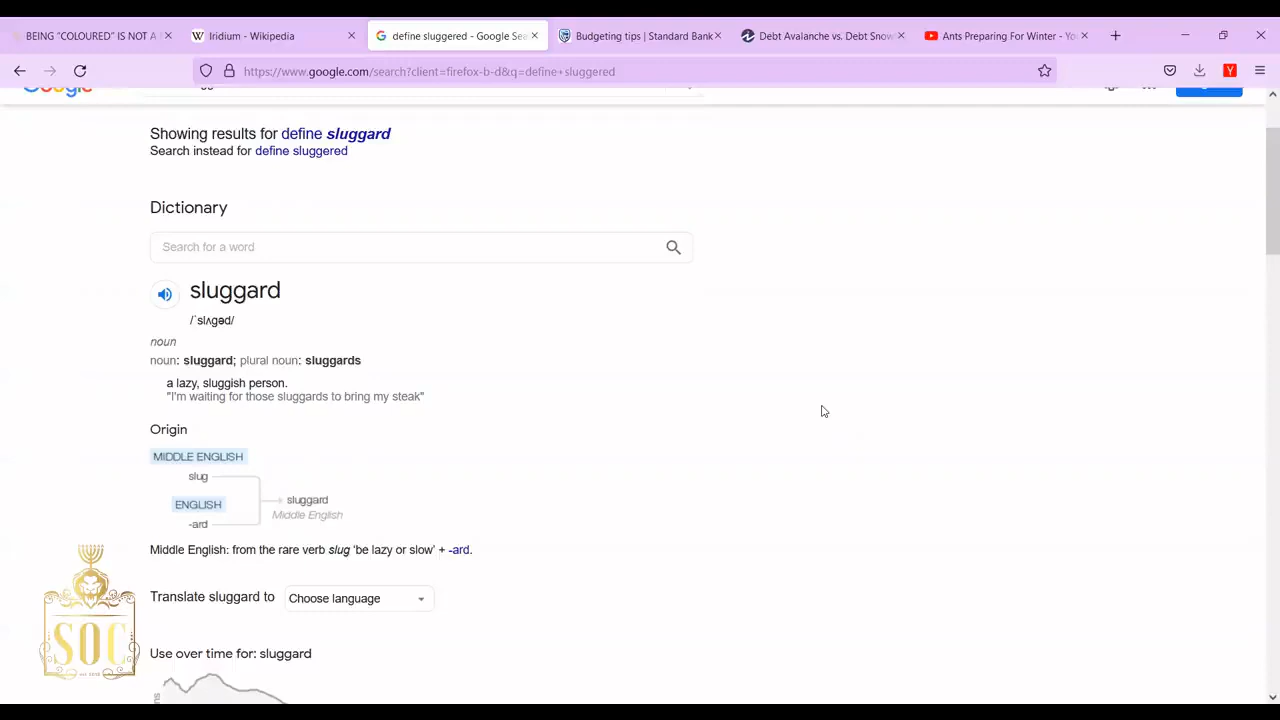 BEING “COLOURED” IS NOT A
Iridium - Wikipedia
define sluggered - Google Sea
Budgeting tips | Standard Bank
Debt Avalanche vs. Debt Snow
Ants Preparing For Winter - Yo
https://www.google.com/search?client=firefox-b-d&q=define+sluggered
Showing results for define sluggard
Search instead for define sluggered
Dictionary
Search for a word
sluggard
/ˈslʌɡəd/
noun
noun: sluggard; plural noun: sluggards
a lazy, sluggish person.
"I'm waiting for those sluggards to bring my steak"
Origin
MIDDLE ENGLISH
slug
ENGLISH
sluggard
Middle English
-ard
Middle English: from the rare verb slug ‘be lazy or slow’ + -ard.
SOC
Translate sluggard to Choose language
Use over time for: sluggard